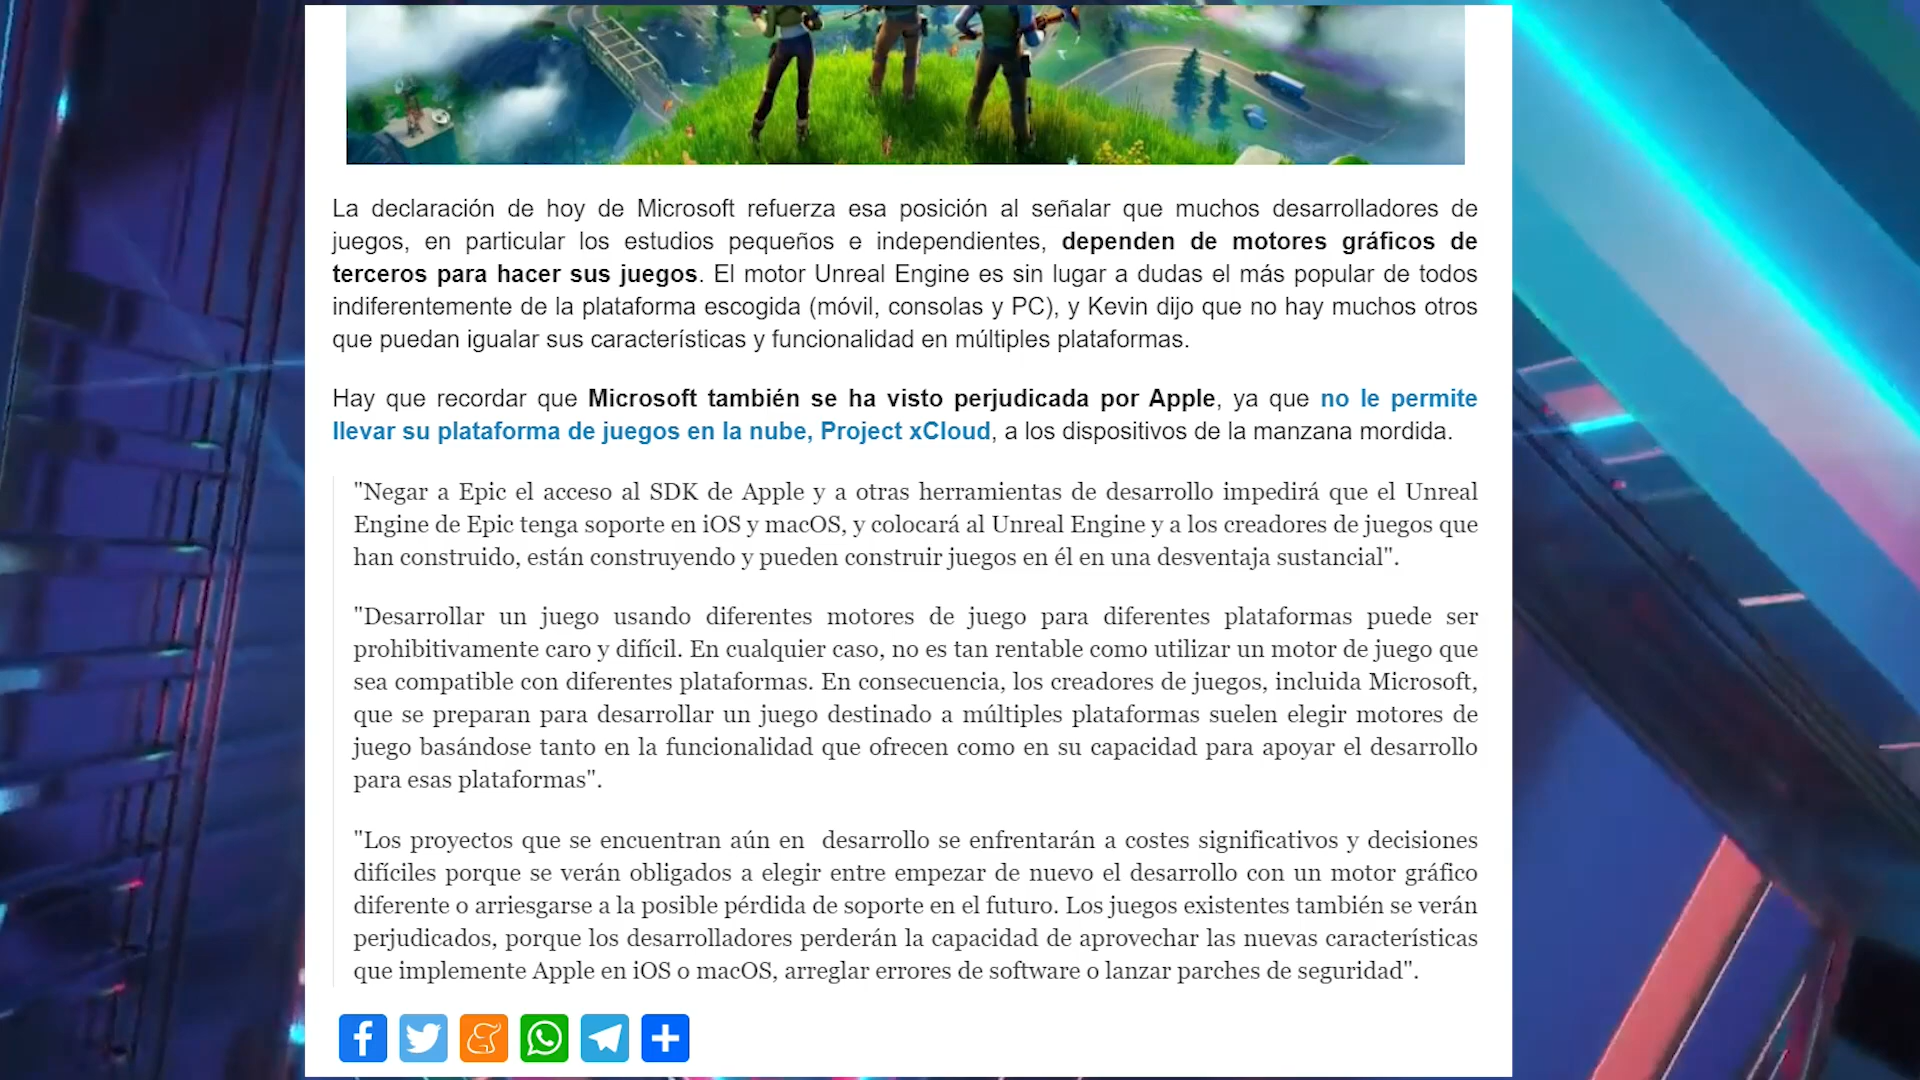 La declaración de hoy de Microsoft refuerza esa posición al señalar que muchos desarrolladores de
juegos, en particular los estudios pequeños e independientes, dependen de motores gráficos de
terceros para hacer sus juegos. El motor Unreal Engine es sin lugar a dudas el más popular de todos
indiferentemente de la plataforma escogida (móvil, consolas y PC), y Kevin dijo que no hay muchos otros
que puedan igualar sus características y funcionalidad en múltiples plataformas.
Hay que recordar que Microsoft también se ha visto perjudicada por Apple, ya que no le permite
llevar su plataforma de juegos en la nube, Project xCloud, a los dispositivos de la manzana mordida.
"Negar a Epic el acceso al SDK de Apple y a otras herramientas de desarrollo impedirá que el Unreal
Engine de Epic tenga soporte en iOS y macOS, y colocará al Unreal Engine y a los creadores de juegos que
han construido, están construyendo y pueden construir juegos en él en una desventaja sustancial".
"Desarrollar un juego usando diferentes motores de juego para diferentes plataformas puede ser
prohibitivamente caro y difícil. En cualquier caso, no es tan rentable como utilizar un motor de juego que
sea compatible con diferentes plataformas. En consecuencia, los creadores de juegos, incluida Microsoft,
que se preparan para desarrollar un juego destinado a múltiples plataformas suelen elegir motores de
juego basándose tanto en la funcionalidad que ofrecen como en su capacidad para apoyar el desarrollo
para esas plataformas".
"Los proyectos que se encuentran aún en  desarrollo se enfrentarán a costes significativos y decisiones
difíciles porque se verán obligados a elegir entre empezar de nuevo el desarrollo con un motor gráfico
diferente o arriesgarse a la posible pérdida de soporte en el futuro. Los juegos existentes también se verán
perjudicados, porque los desarrolladores perderán la capacidad de aprovechar las nuevas características
que implemente Apple en iOS o macOS, arreglar errores de software o lanzar parches de seguridad".